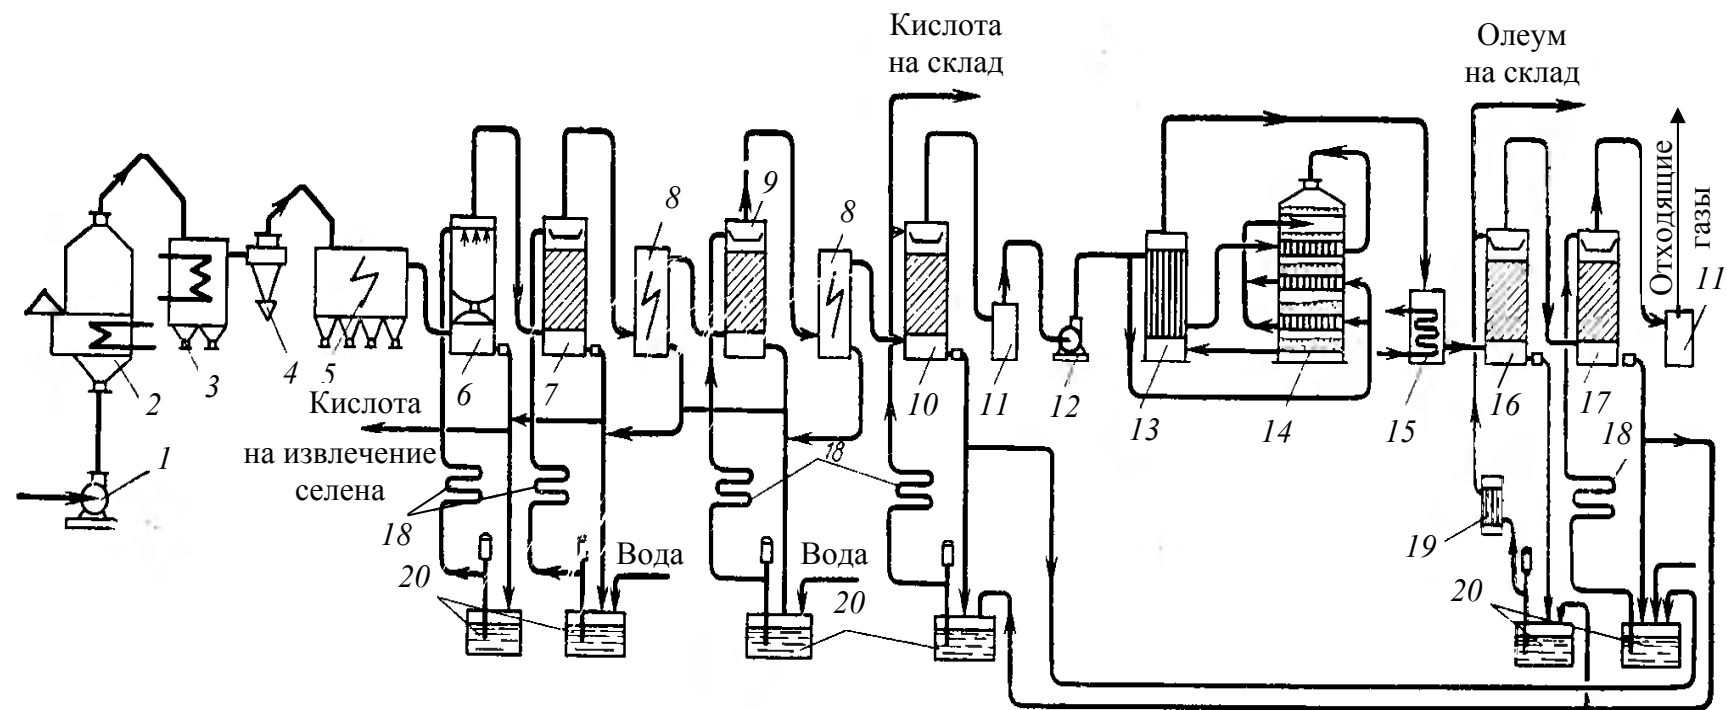 Кислота
на склад
Олеум
на склад
Отходящие
газы
1
2
3
4
5
6
7
8
9
8
10
11
12
13
14
15
16
17
11
18
Кислота
на извлечение
селена
18
18
19
20
Вода
Вода
20
20